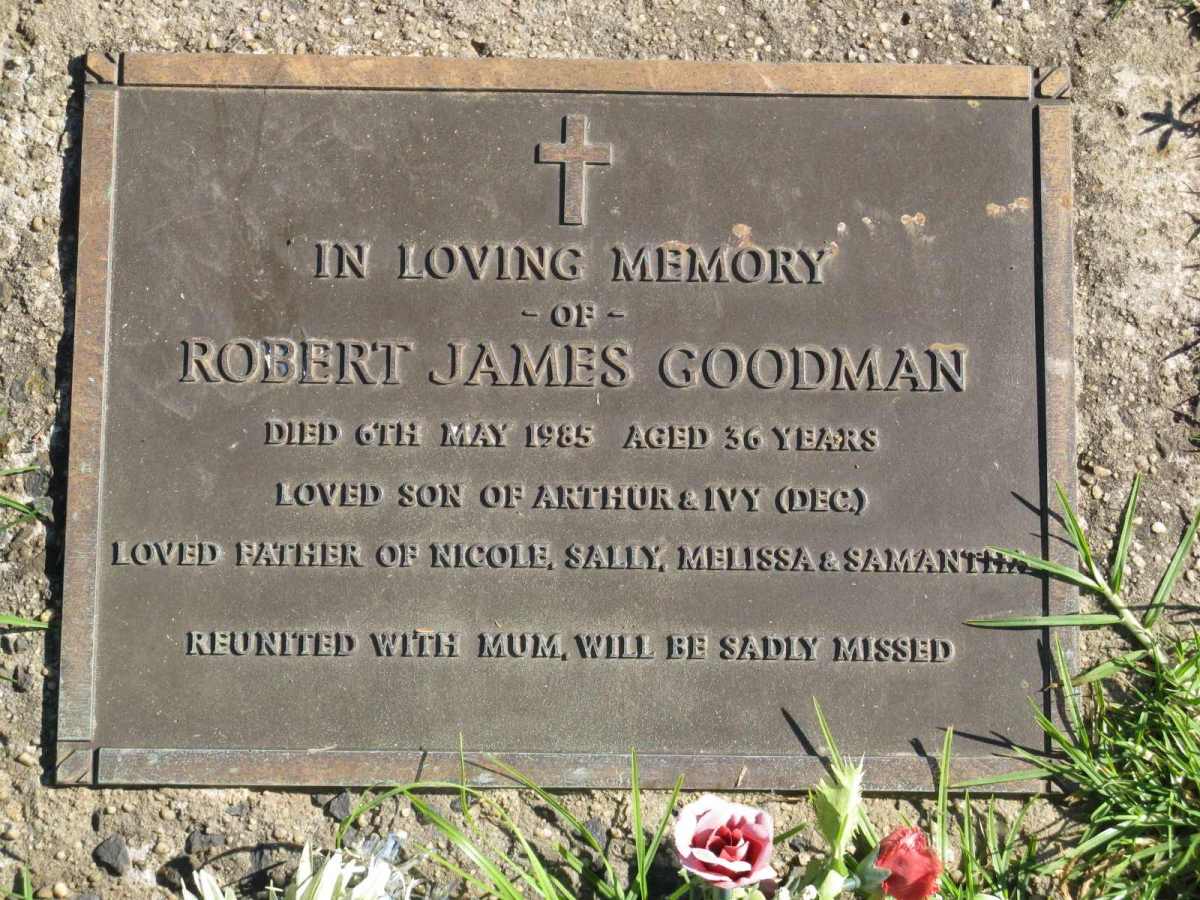 IN LOVING MEMORY
- OF -
ROBERT JAMES GOODMAN
DIED 6TH MAY 1985 AGED 36 YEARS
LOVED SON OF ARTHUR & IVY (DEC.)
LOVED FATHER OF NICOLE, SALLY, MELISSA & SAMANTHA
REUNITED WITH MUM, WILL BE SADLY MISSED